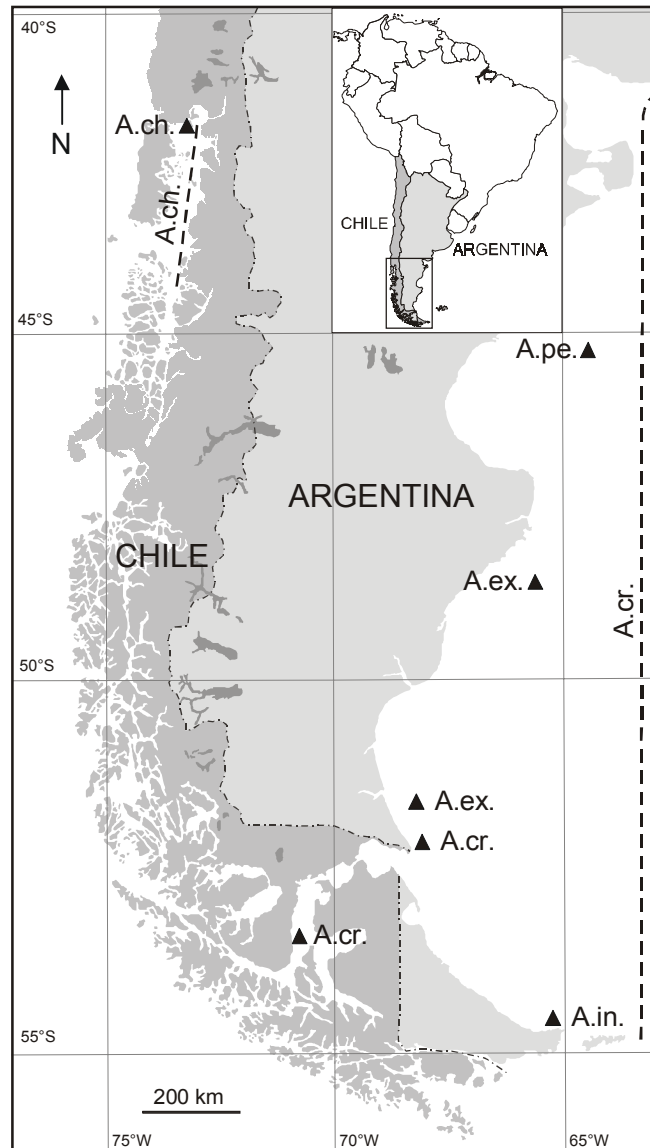 40°S
N
A.ch.
A.ch.
CHILE
ARGENTINA
45°S
A.pe.
ARGENTINA
CHILE
A.ex.
A.cr.
50°S
A.ex.
A.cr.
A.cr.
A.in.
55°S
200 km
75°W
70°W
65°W